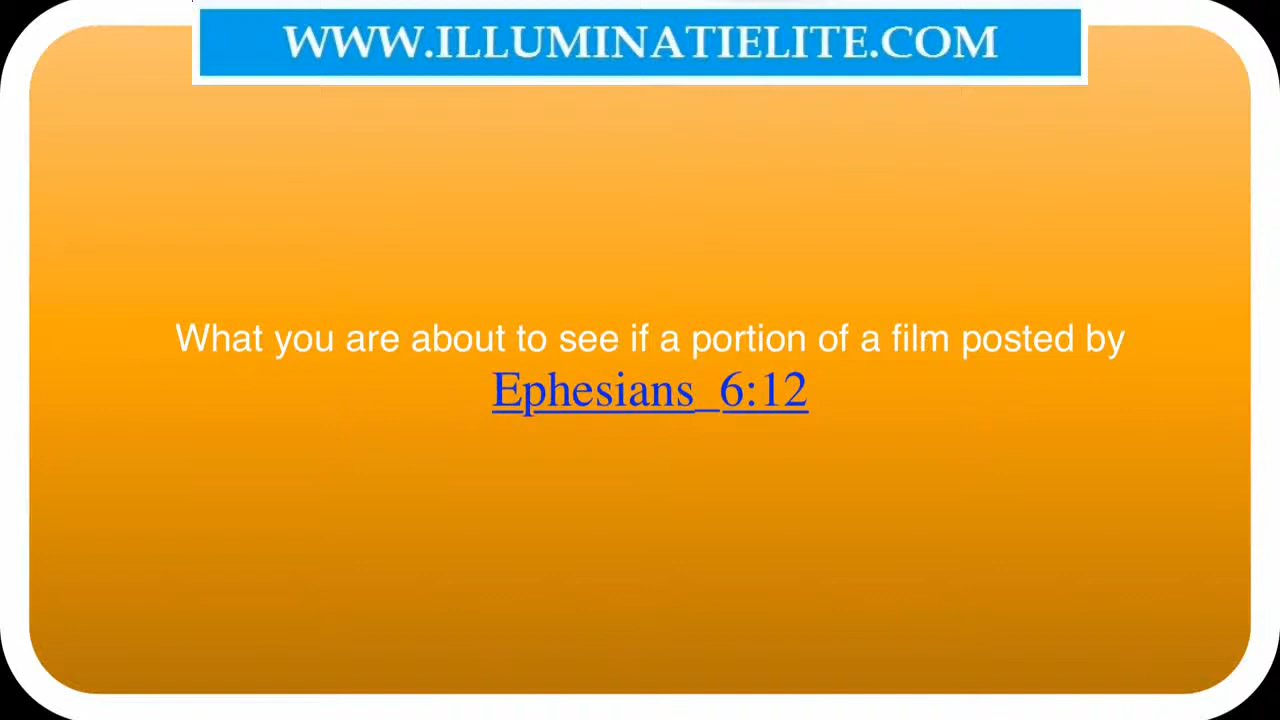 WWW.ILLUMINATIELITE.COM
What you are about to see if a portion of a film posted by
Ephesians_6:12